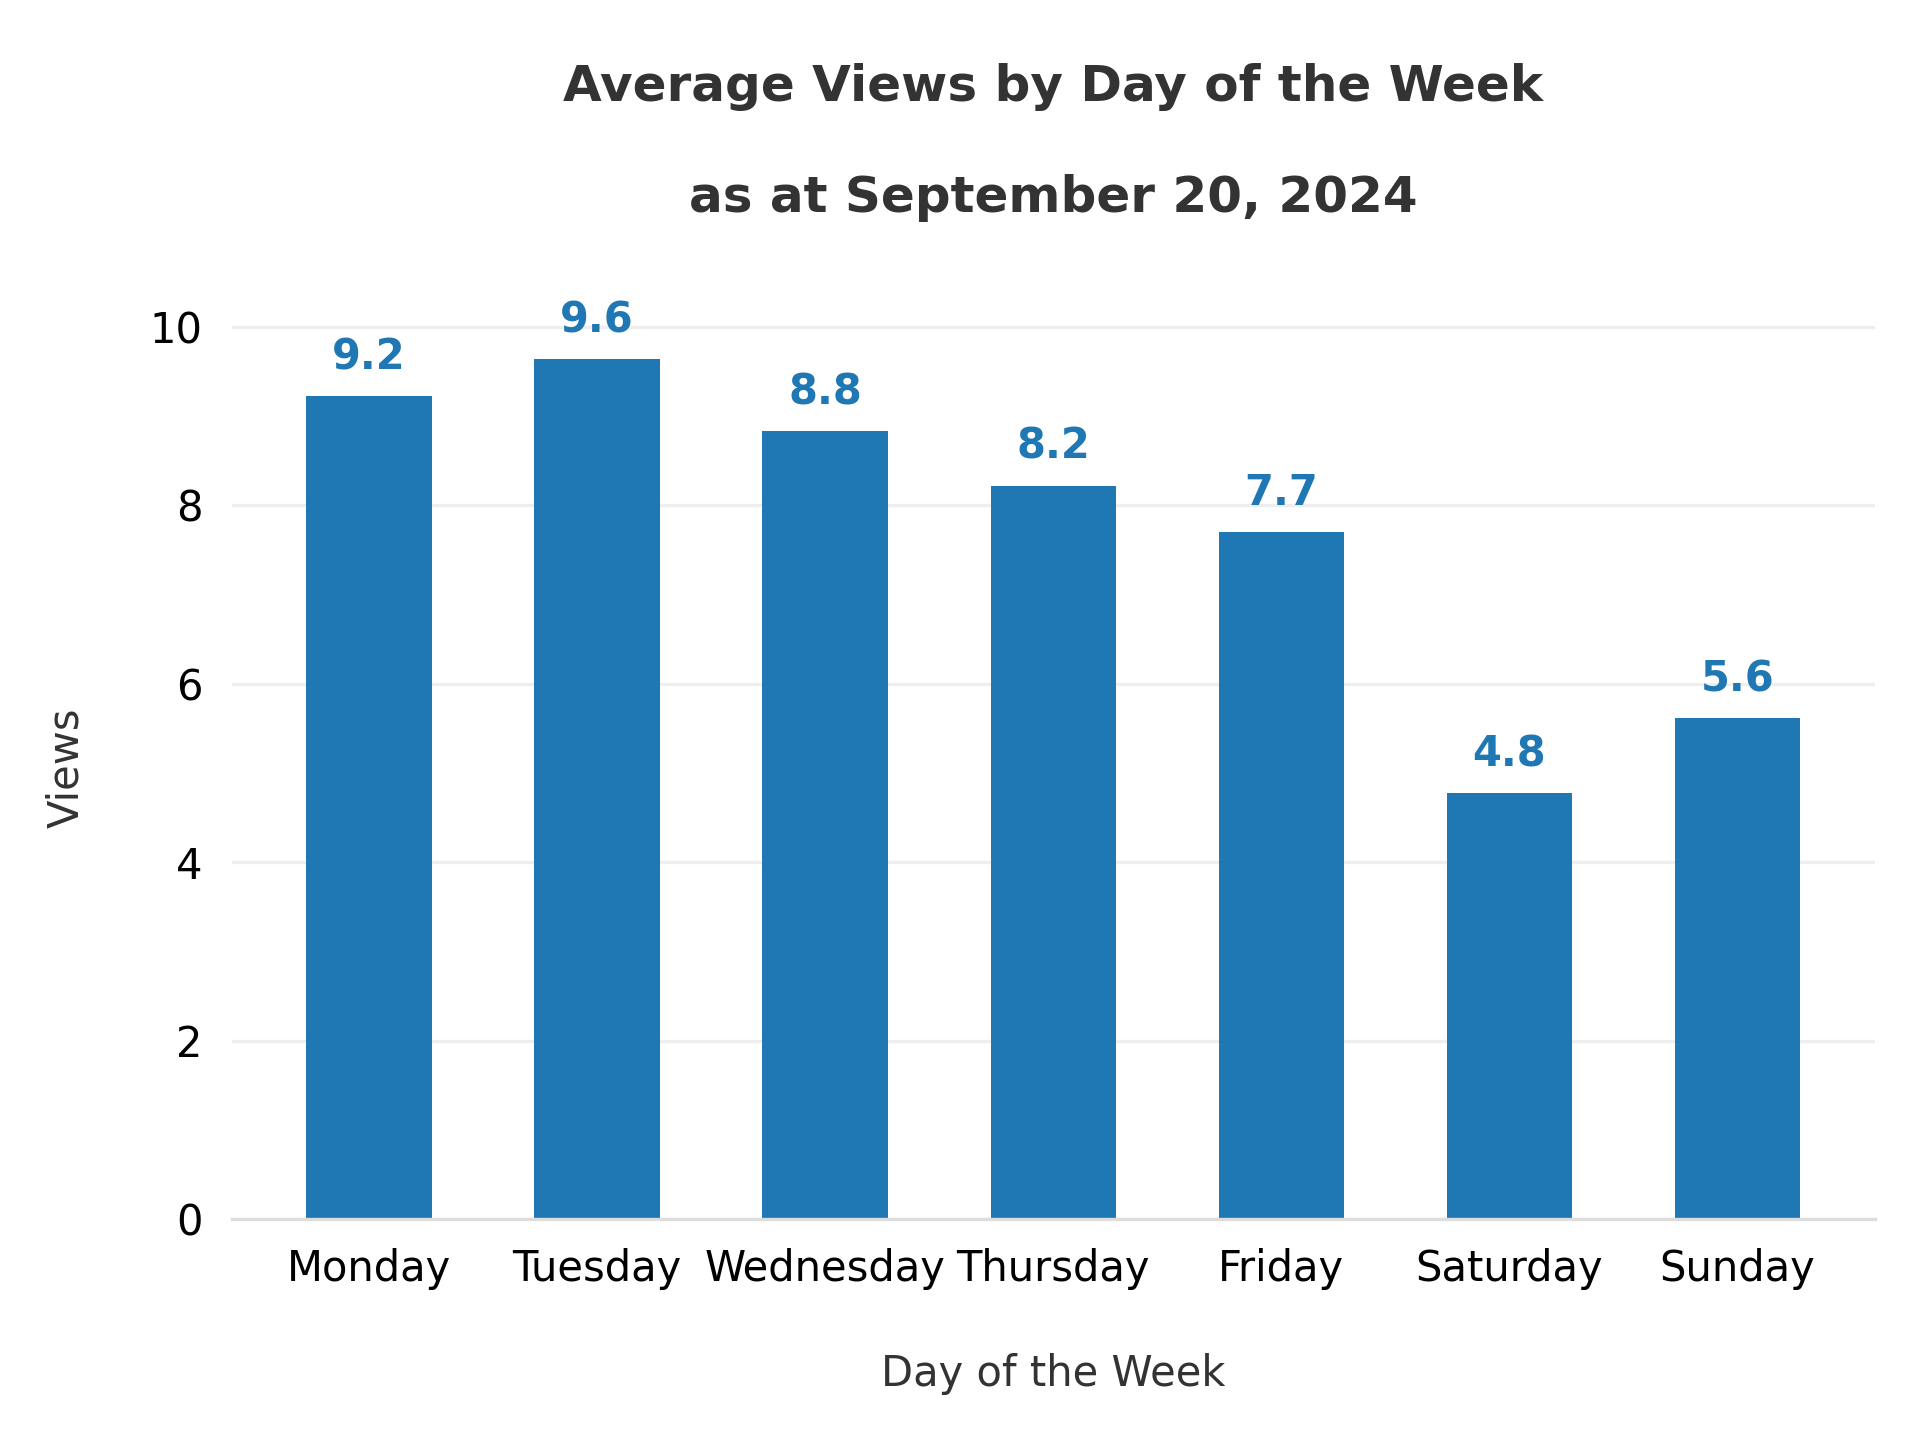 Average Views by Day of the Week
as at September 20, 2024
10
8
6
4
2
0
Views
9.2
9.6
8.8
8.2
7.7
4.8
5.6
Monday Tuesday Wednesday Thursday Friday Saturday Sunday
Day of the Week